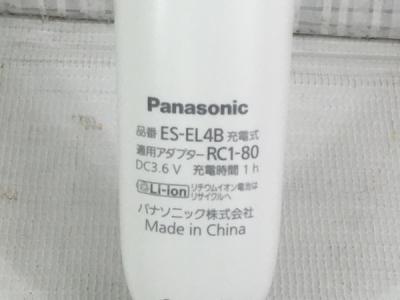 Panasonic
品番 ES-EL4B 充電式
適用アダプター RC1-80
DC3.6 V 充電時間 1 h
Li-ion リチウムイオン電池は
リサイクルへ
パナソニック株式会社
Made in China